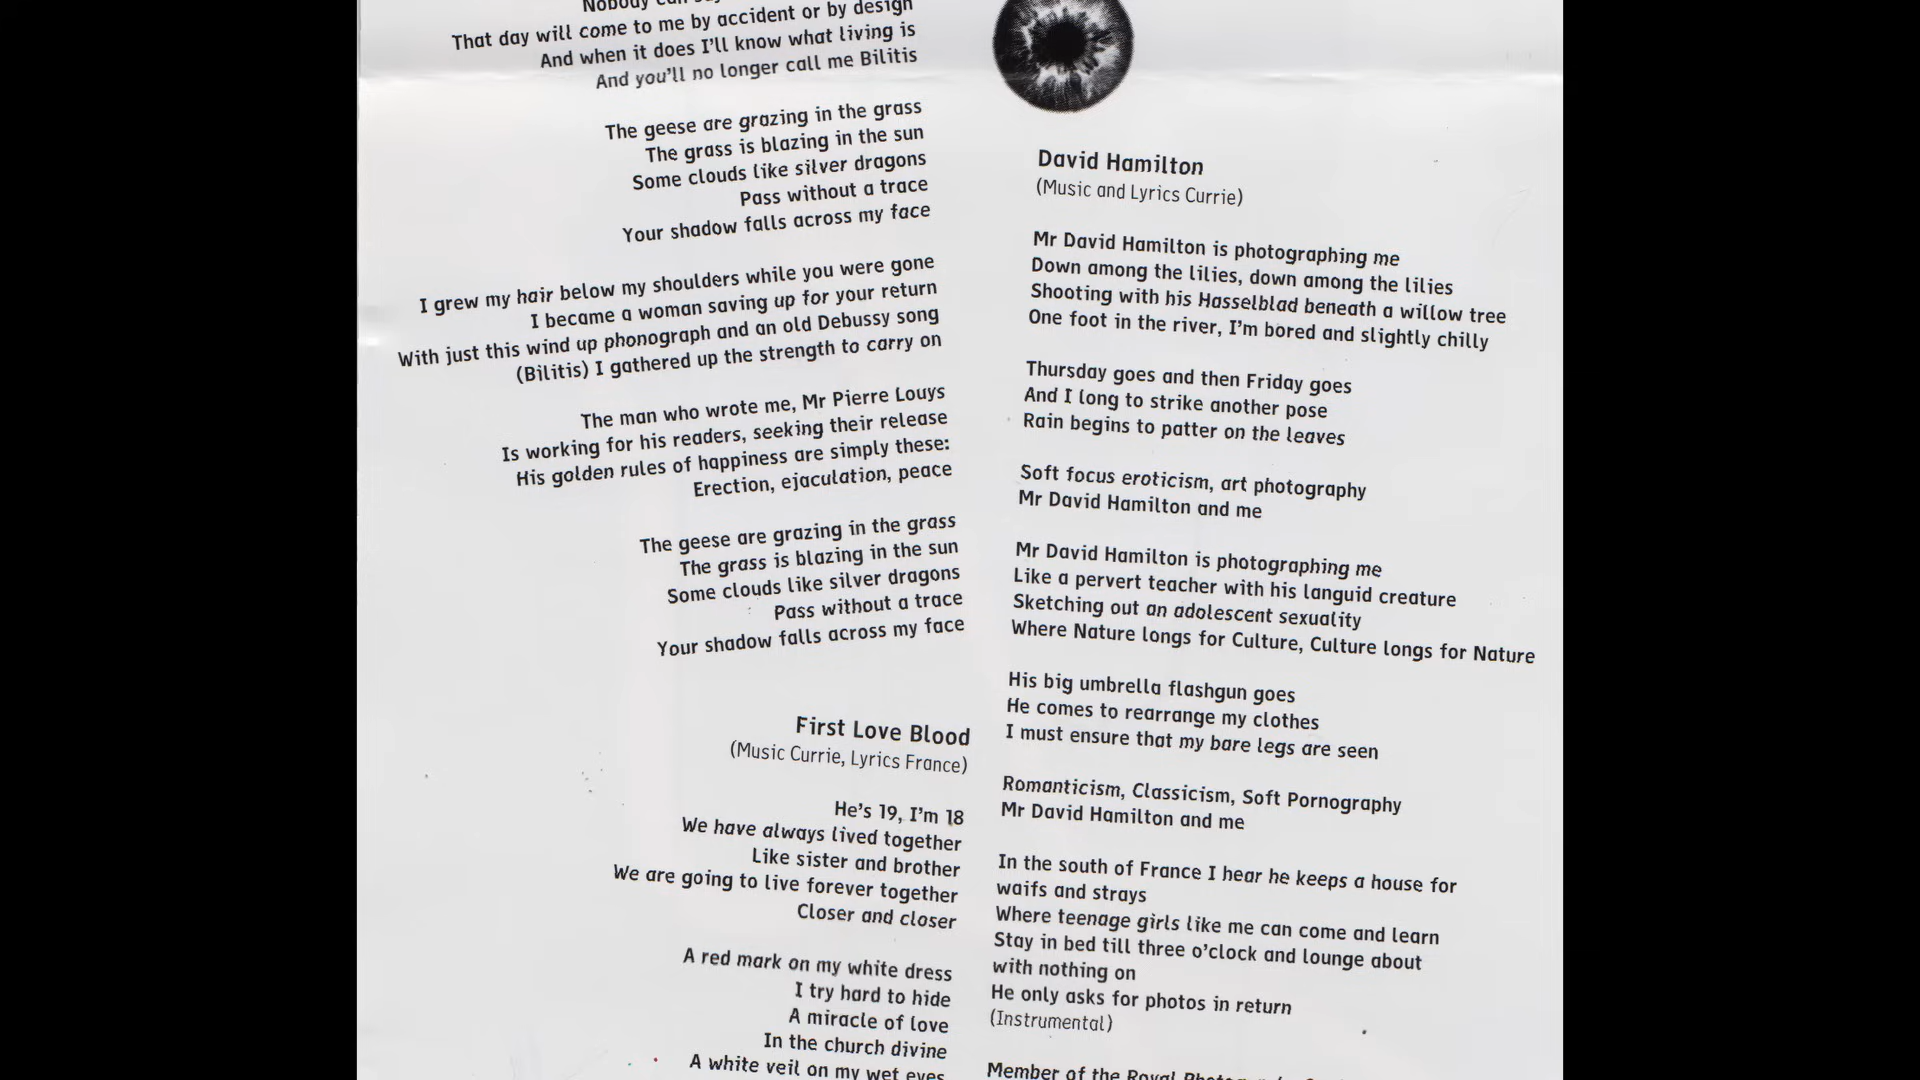 That day will come to me by accident or by design
And when it does I'll know what living is
And you'll no longer call me Bilitis
The geese are grazing in the grass
The grass is blazing in the sun
Some clouds like silver dragons
Pass without a trace
Your shadow falls across my face
I grew my hair below my shoulders while you were gone
I became a woman saving up for your return
With just this wind up phonograph and an old Debussy song
(Bilitis) I gathered up the strength to carry on
The man who wrote me, Mr Pierre Louys
Is working for his readers, seeking their release
His golden rules of happiness are simply these:
Erection, ejaculation, peace
The geese are grazing in the grass
The grass is blazing in the sun
Some clouds like silver dragons
Pass without a trace
Your shadow falls across my face
First Love Blood
(Music Currie, Lyrics France)
He's 19, I'm 18
We have always lived together
Like sister and brother
We are going to live forever together
Closer and closer
A red mark on my white dress
I try hard to hide
A miracle of love
In the church divine
A white veil on my wet eyes
David Hamilton
(Music and Lyrics Currie)
Mr David Hamilton is photographing me
Down among the lilies, down among the lilies
Shooting with his Hasselblad beneath a willow tree
One foot in the river, I'm bored and slightly chilly
Thursday goes and then Friday goes
And I long to strike another pose
Rain begins to patter on the leaves
Soft focus eroticism, art photography
Mr David Hamilton and me
Mr David Hamilton is photographing me
Like a pervert teacher with his languid creature
Sketching out an adolescent sexuality
Where Nature longs for Culture, Culture longs for Nature
His big umbrella flashgun goes
He comes to rearrange my clothes
I must ensure that my bare legs are seen
Romanticism, Classicism, Soft Pornography
Mr David Hamilton and me
In the south of France I hear he keeps a house for
waifs and strays
Where teenage girls like me can come and learn
Stay in bed till three o'clock and lounge about
with nothing on
He only asks for photos in return
(Instrumental)
Member of the Royal